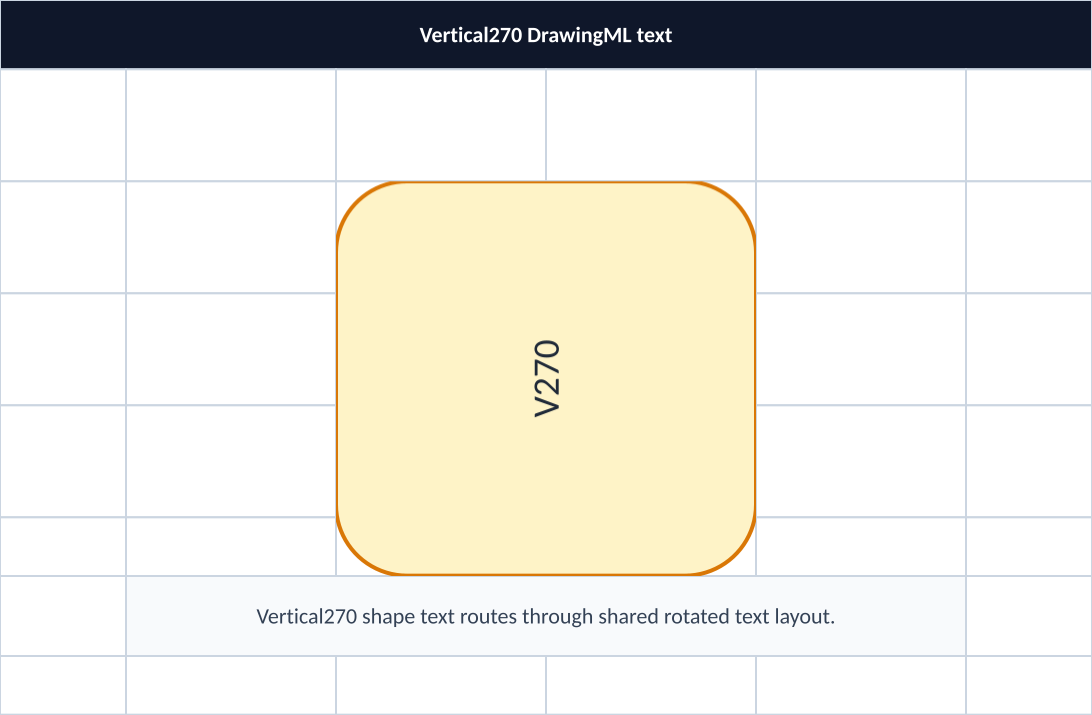 Vertical270 DrawingML text
V270
Vertical270 shape text routes through shared rotated text layout.